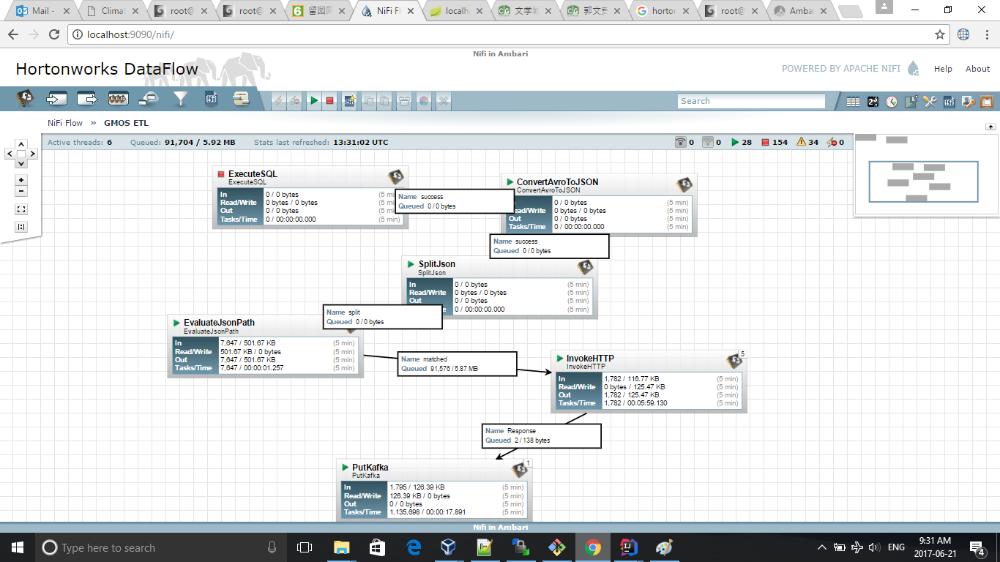 Mail -
Climat
root@
root@
留园网
NiFi Fl
localh
文学城
郭文贵
horton
root@
Ambar
localhost:9090/nifi/
Nifi in Ambari
Hortonworks DataFlow
POWERED BY APACHE NIFI
Help
About
Search
NiFi Flow » GMOS ETL
Active threads: 6 Queued: 91,704 / 5.92 MB Stats last refreshed: 13:31:02 UTC
0 0 28 154 34 0
ExecuteSQL
ExecuteSQL
In 0 / 0 bytes (5 min)
Read/Write 0 bytes / 0 bytes (5 min)
Out 0 / 0 bytes (5 min)
Tasks/Time 0 / 00:00:00.000 (5 min)
Name success
Queued 0 / 0 bytes
ConvertAvroToJSON
ConvertAvroToJSON
0 / 0 bytes (5 min)
ead/Write 0 bytes / 0 bytes (5 min)
Out 0 / 0 bytes (5 min)
Tasks/Time 0 / 00:00:00.000 (5 min)
Name success
Queued 0 / 0 bytes
SplitJson
SplitJson
In 0 / 0 bytes (5 min)
Read/Write 0 bytes / 0 bytes (5 min)
Out 0 / 0 bytes (5 min)
0 / 00:00:00.000 (5 min)
Name split
Queued 0 / 0 bytes
EvaluateJsonPath
EvaluateJsonPath
In 7,647 / 501.67 KB (5 min)
Read/Write 501.67 KB / 0 bytes (5 min)
Out 7,647 / 501.67 KB (5 min)
Tasks/Time 7,647 / 00:00:01.257 (5 min)
Name matched
Queued 91,576 / 5.87 MB
InvokeHTTP 5
InvokeHTTP
In 1,782 / 116.77 KB (5 min)
Read/Write 0 bytes / 125.47 KB (5 min)
Out 1,782 / 125.47 KB (5 min)
Tasks/Time 1,782 / 00:05:59.130 (5 min)
Name Response
Queued 2 / 138 bytes
PutKafka 1
PutKafka
In 1,795 / 126.39 KB (5 min)
Read/Write 126.39 KB / 0 bytes (5 min)
Out 0 / 0 bytes (5 min)
Tasks/Time 1,135,698 / 00:00:17.891 (5 min)
Nifi in Ambari
Type here to search
ENG
9:31 AM
2017-06-21
4